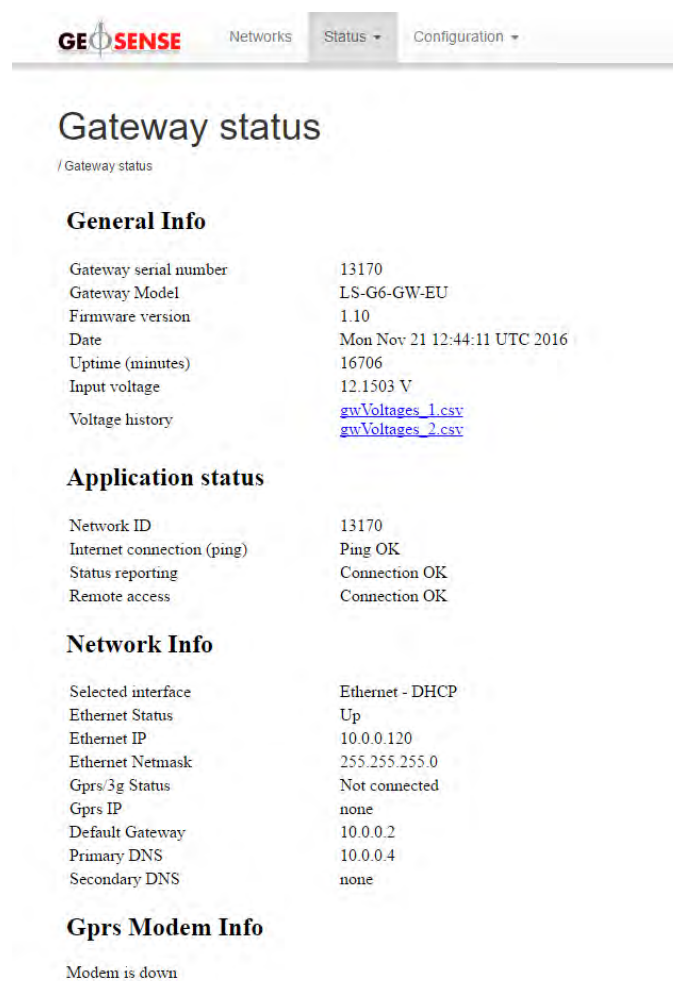 GEOSENSE Networks Status Configuration
Gateway status
/ Gateway status
General Info
Gateway serial number 13170
Gateway Model LS-G6-GW-EU
Firmware version 1.10
Date Mon Nov 21 12:44:11 UTC 2016
Uptime (minutes) 16706
Input voltage 12.1503 V
Voltage history gwVoltages_1.csv
gwVoltages_2.csv
Application status
Network ID 13170
Internet connection (ping) Ping OK
Status reporting Connection OK
Remote access Connection OK
Network Info
Selected interface Ethernet - DHCP
Ethernet Status Up
Ethernet IP 10.0.0.120
Ethernet Netmask 255.255.255.0
Gprs/3g Status Not connected
Gprs IP none
Default Gateway 10.0.0.2
Primary DNS 10.0.0.4
Secondary DNS none
Gprs Modem Info
Modem is down